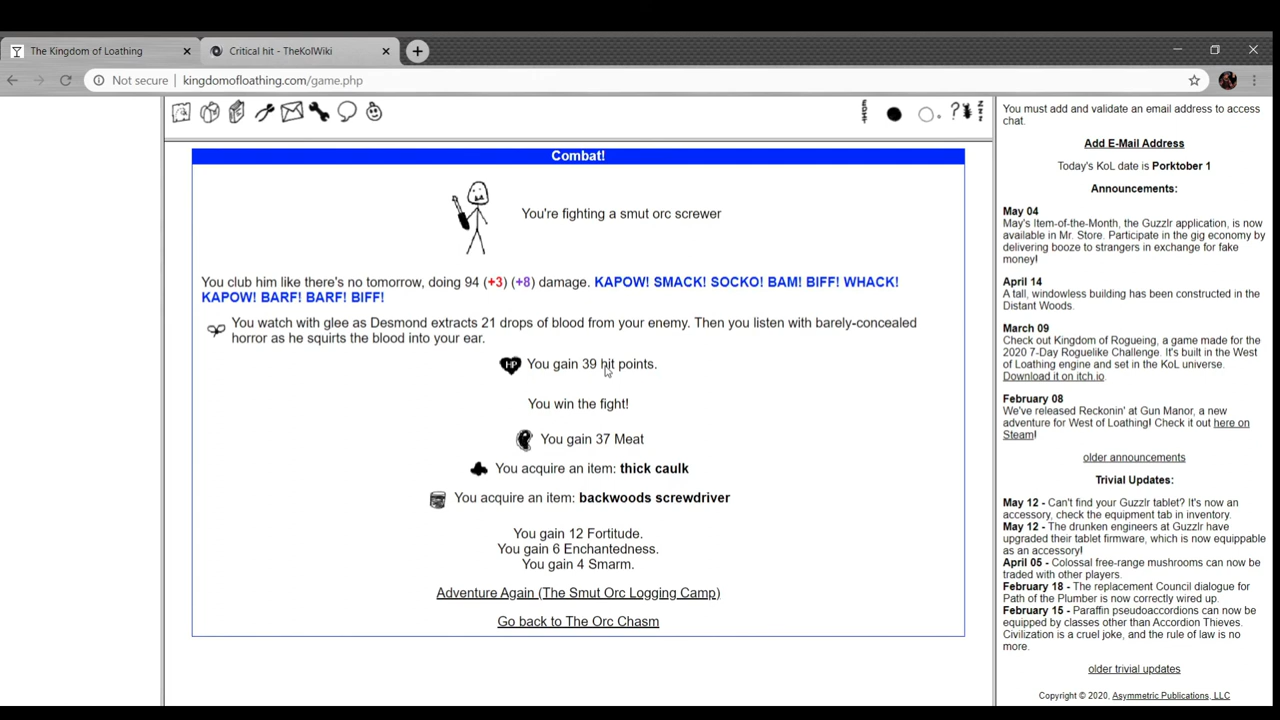 The Kingdom of Loathing
Critical hit - TheKolWiki
Not secure | kingdomofloathing.com/game.php
Combat!
You're fighting a smut orc screwer
You club him like there's no tomorrow, doing 94 (+3) (+8) damage. KAPOW! SMACK! SOCKO! BAM! BIFF! WHACK!
KAPOW! BARF! BARF! BIFF!
You watch with glee as Desmond extracts 21 drops of blood from your enemy. Then you listen with barely-concealed
horror as he squirts the blood into your ear.
HP You gain 39 hit points.
You win the fight!
You gain 37 Meat
You acquire an item: thick caulk
You acquire an item: backwoods screwdriver
You gain 12 Fortitude.
You gain 6 Enchantedness.
You gain 4 Smarm.
Adventure Again (The Smut Orc Logging Camp)
Go back to The Orc Chasm
You must add and validate an email address to access
chat.
Add E-Mail Address
Today's KoL date is Porktober 1
Announcements:
May 04
May's Item-of-the-Month, the Guzzlr application, is now
available in Mr. Store. Participate in the gig economy by
delivering booze to strangers in exchange for fake
money!
April 14
A tall, windowless building has been constructed in the
Distant Woods.
March 09
Check out Kingdom of Rogueing, a game made for the
2020 7-Day Roguelike Challenge. It's built in the West
of Loathing engine and set in the KoL universe.
Download it on itch.io.
February 08
We've released Reckonin' at Gun Manor, a new
adventure for West of Loathing! Check it out here on
Steam!
older announcements
Trivial Updates:
May 12 - Can't find your Guzzlr tablet? It's now an
accessory, check the equipment tab in inventory.
May 12 - The drunken engineers at Guzzlr have
upgraded their tablet firmware, which is now equippable
as an accessory!
April 05 - Colossal free-range mushrooms can now be
traded with other players.
February 18 - The replacement Council dialogue for
Path of the Plumber is now correctly wired up.
February 15 - Paraffin pseudoaccordions can now be
equipped by classes other than Accordion Thieves.
Civilization is a cruel joke, and the rule of law is no
more.
older trivial updates
Copyright © 2020, Asymmetric Publications, LLC